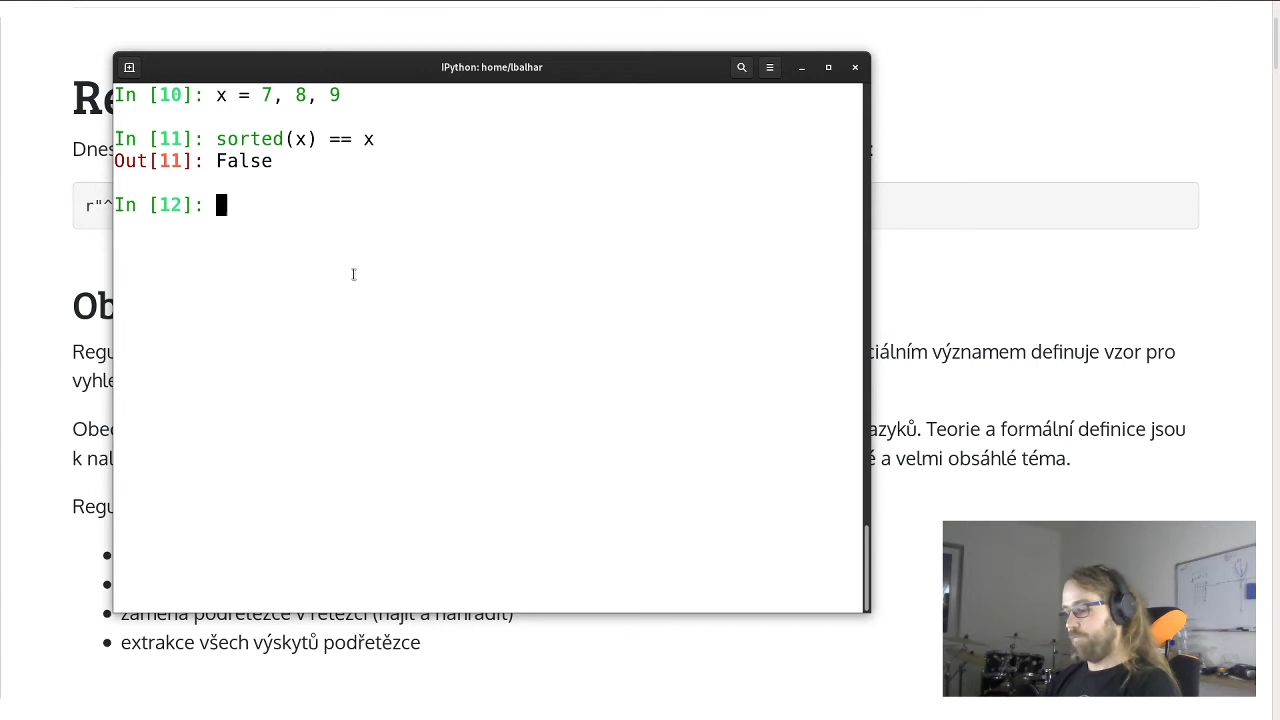 IPython: home/lbalhar
In [10]: x = 7, 8, 9
In [11]: sorted(x) == x
Out[11]: False
In [12]:
Re
Dnes
r"^
Ob
Regu
ciálním významem definuje vzor pro
vyhle
Obec
azyků. Teorie a formální definice jsou
k nal
é a velmi obsáhlé téma.
Regu
záměna podřetězce v řetězci (najít a nahradit)
extrakce všech výskytů podřetězce